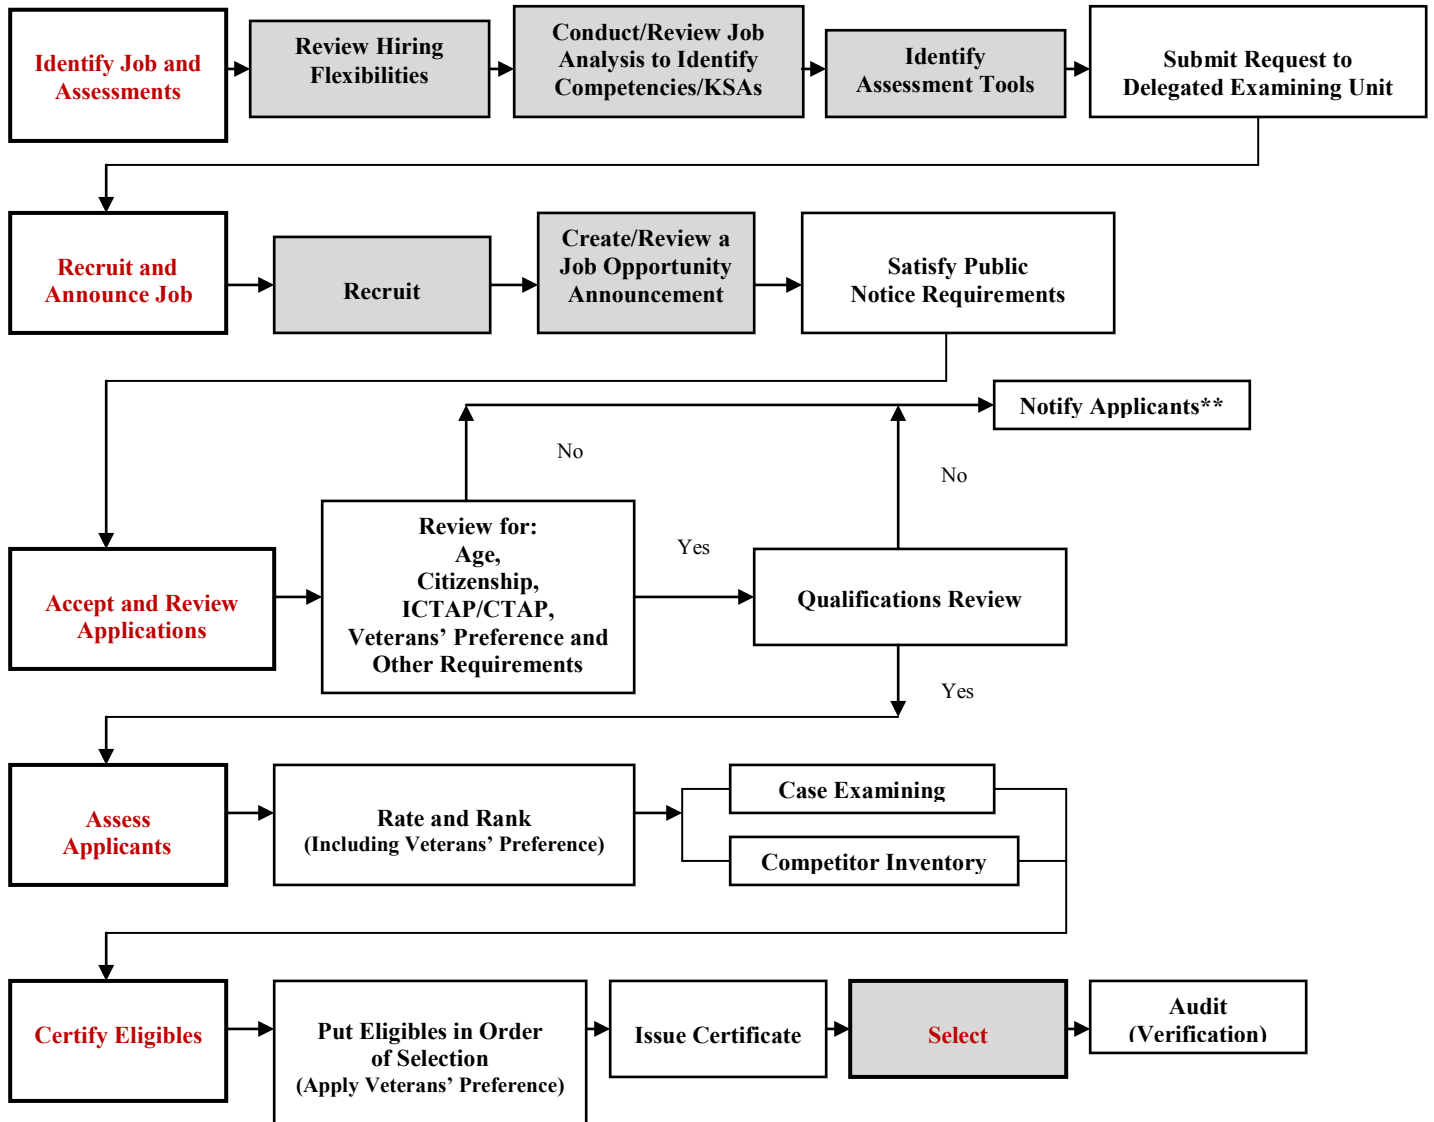 Identify Job and
Assessments
Review Hiring
Flexibilities
Conduct/Review Job
Analysis to Identify
Competencies/KSAs
Identify
Assessment Tools
Submit Request to
Delegated Examining Unit
Recruit and
Announce Job
Recruit
Create/Review a
Job Opportunity
Announcement
Satisfy Public
Notice Requirements
Notify Applicants**
No
No
Accept and Review
Applications
Review for:
Age,
Citizenship,
ICTAP/CTAP,
Veterans’ Preference and
Other Requirements
Yes
Qualifications Review
Yes
Assess
Applicants
Rate and Rank
(Including Veterans’ Preference)
Case Examining
Competitor Inventory
Certify Eligibles
Put Eligibles in Order
of Selection
(Apply Veterans’ Preference)
Issue Certificate
Select
Audit
(Verification)